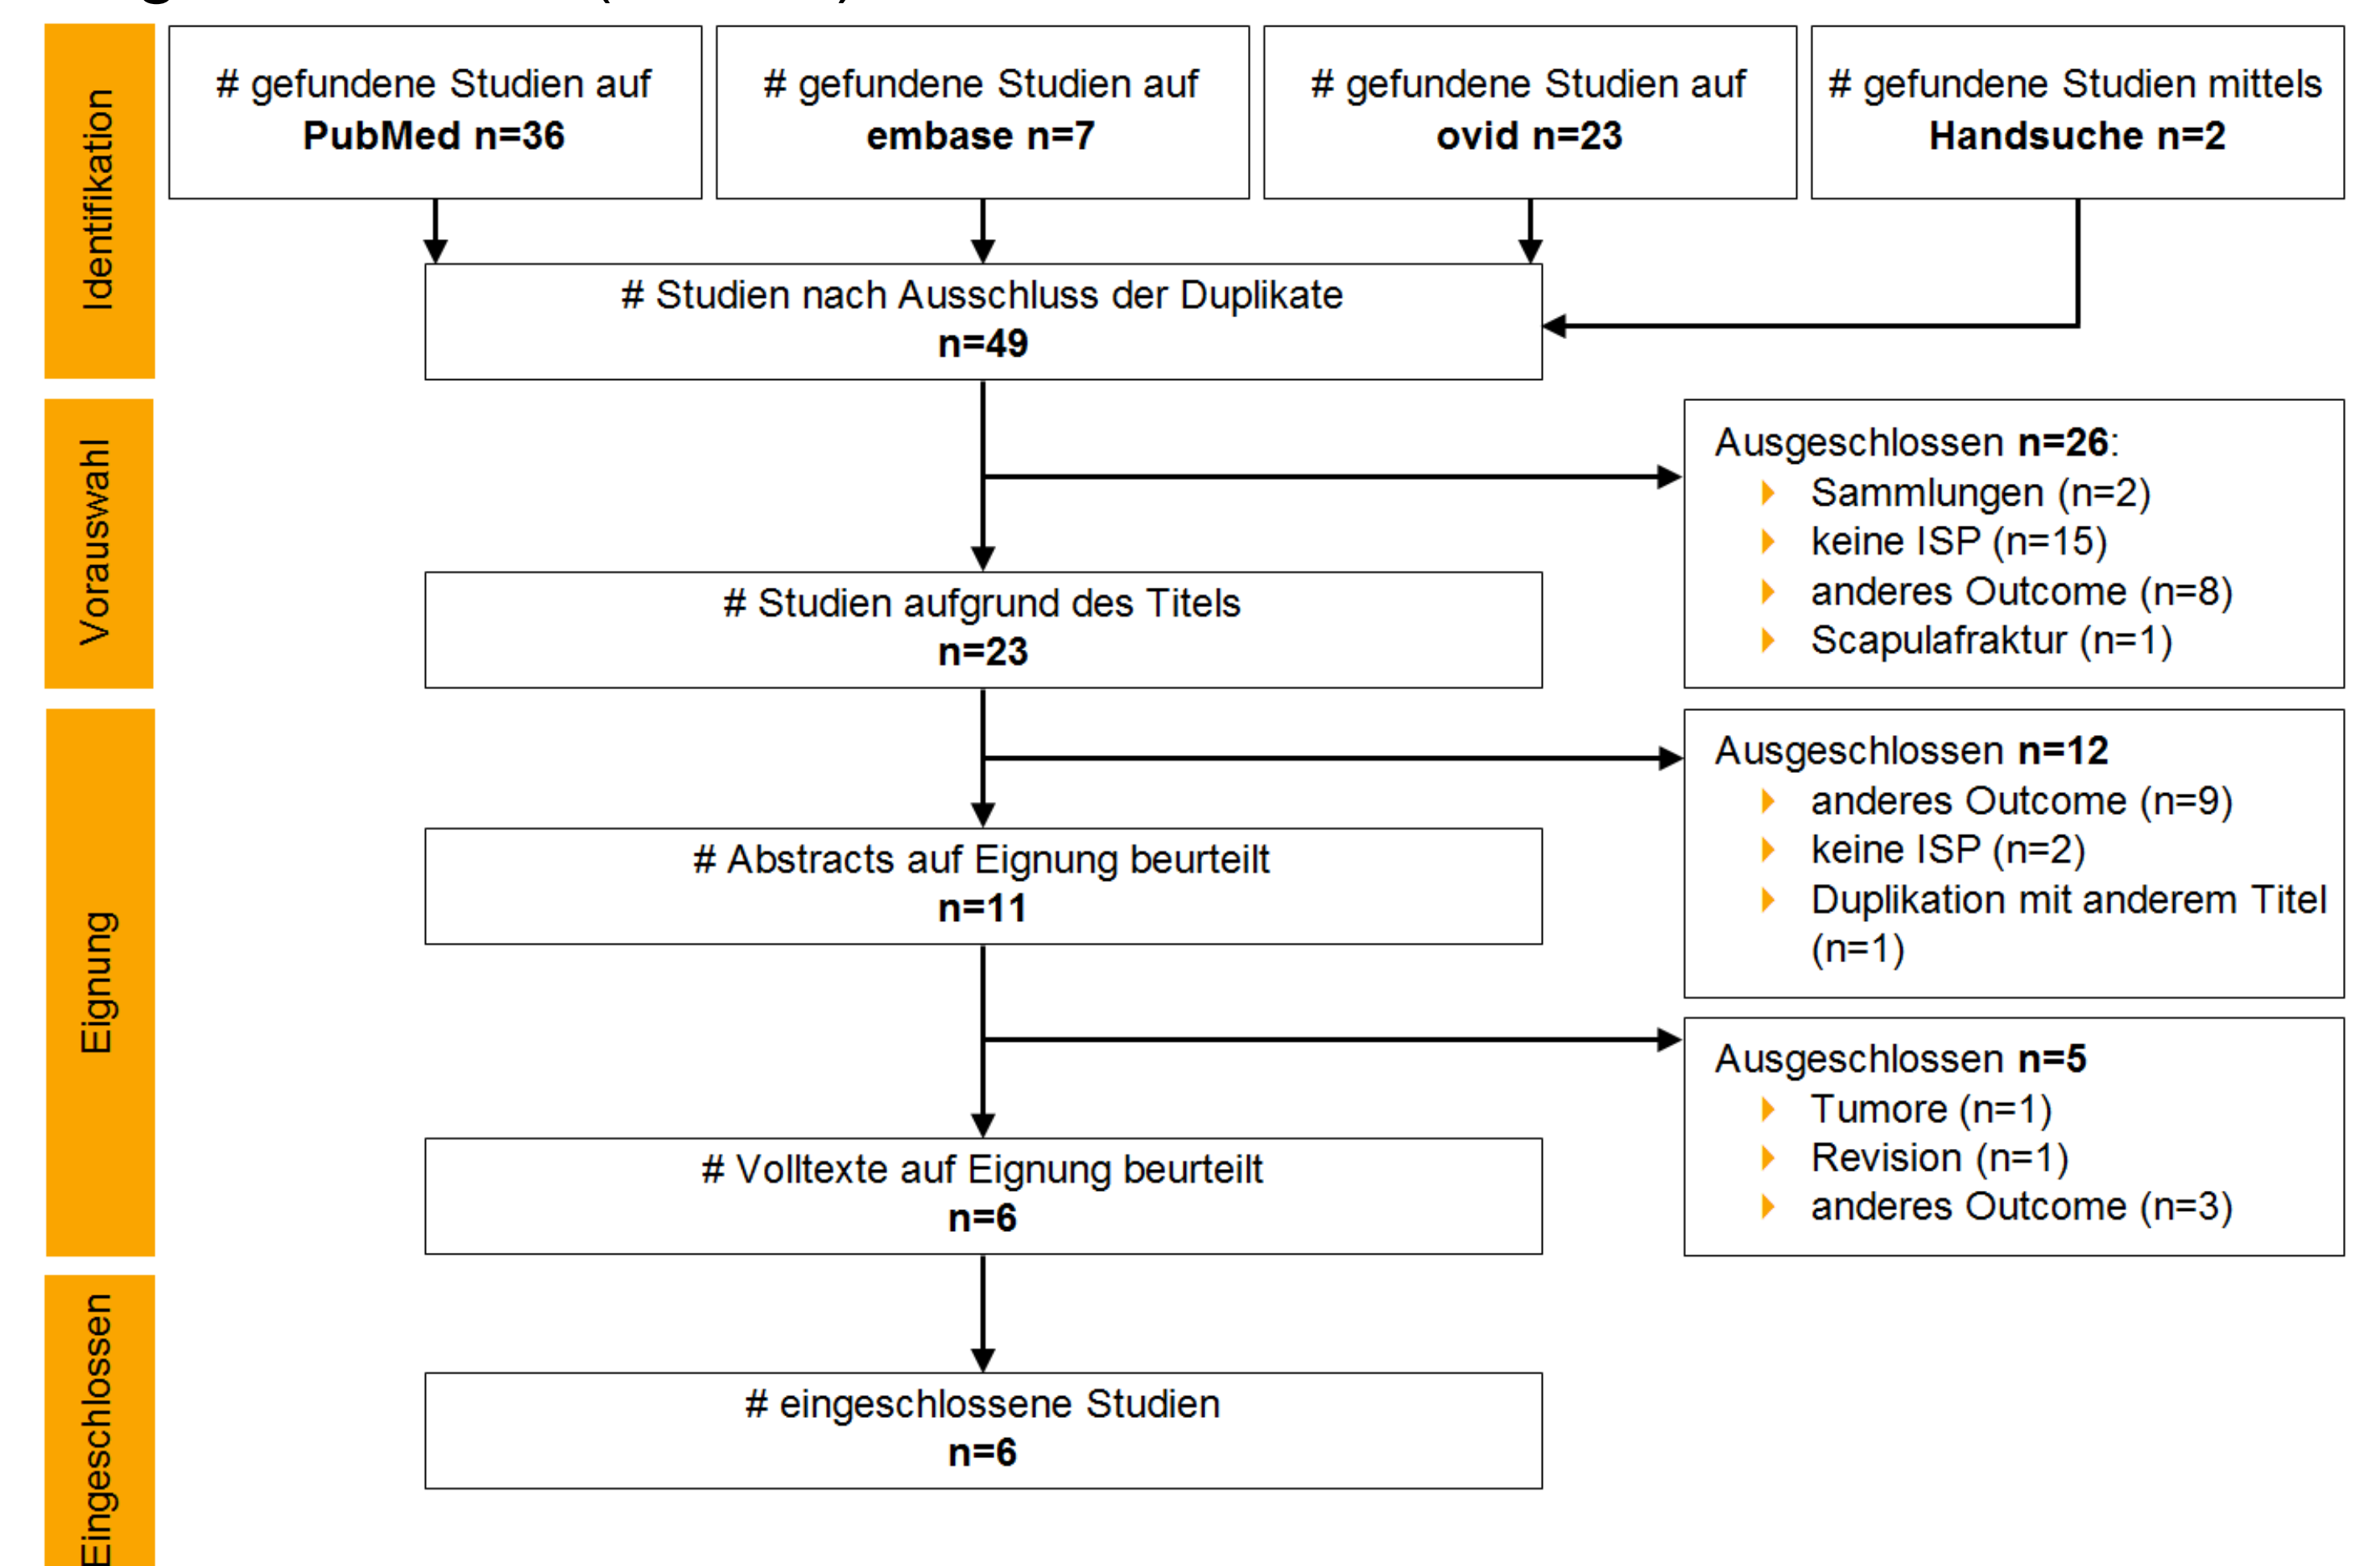 Identifikation
# gefundene Studien auf
PubMed n=36
# gefundene Studien auf
embase n=7
# gefundene Studien auf
ovid n=23
# gefundene Studien mittels
Handsuche n=2
# Studien nach Ausschluss der Duplikate
n=49
Vorauswahl
Ausgeschlossen n=26:
Sammlungen (n=2)
keine ISP (n=15)
anderes Outcome (n=8)
Scapulafraktur (n=1)
# Studien aufgrund des Titels
n=23
Eignung
Ausgeschlossen n=12
anderes Outcome (n=9)
keine ISP (n=2)
Duplikation mit anderem Titel
(n=1)
# Abstracts auf Eignung beurteilt
n=11
Ausgeschlossen n=5
Tumore (n=1)
Revision (n=1)
anderes Outcome (n=3)
# Volltexte auf Eignung beurteilt
n=6
Eingeschlossen
# eingeschlossene Studien
n=6